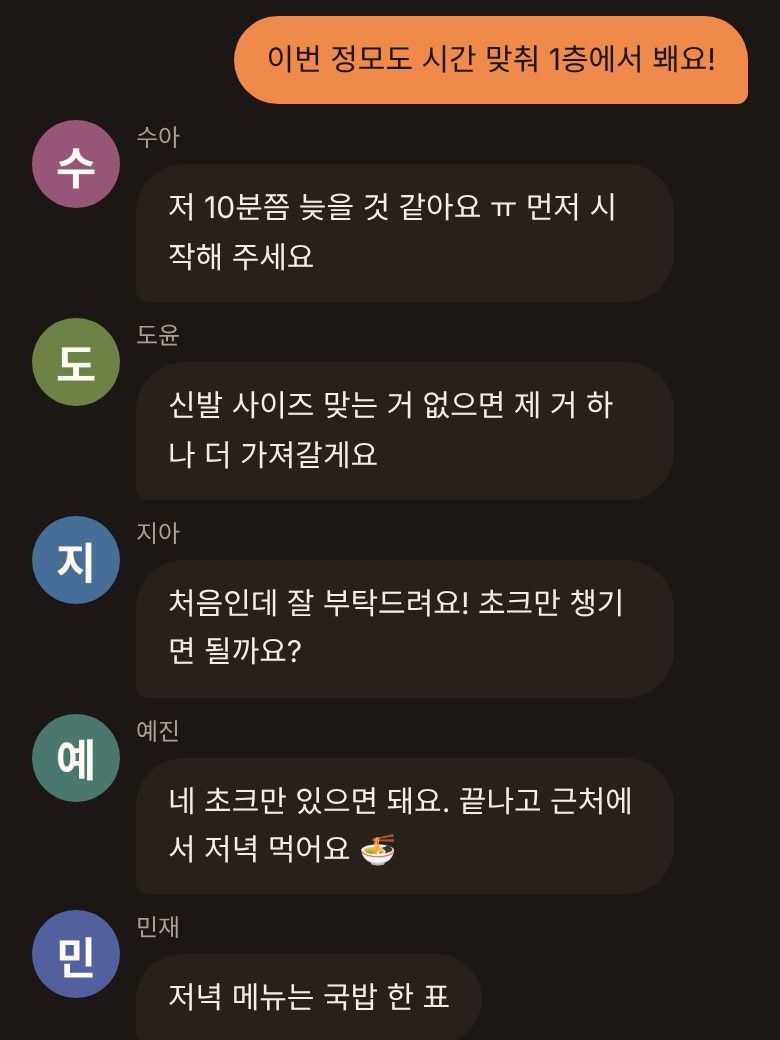 이번 정모도 시간 맞춰 1층에서 봬요!
수
수아
저 10분쯤 늦을 것 같아요 ㅠ 먼저 시
작해 주세요
도
도윤
신발 사이즈 맞는 거 없으면 제 거 하
나 더 가져갈게요
지
지아
처음인데 잘 부탁드려요! 초크만 챙기
면 될까요?
예
예진
네 초크만 있으면 돼요. 끝나고 근처에
서 저녁 먹어요 🍜
민
민재
저녁 메뉴는 국밥 한 표